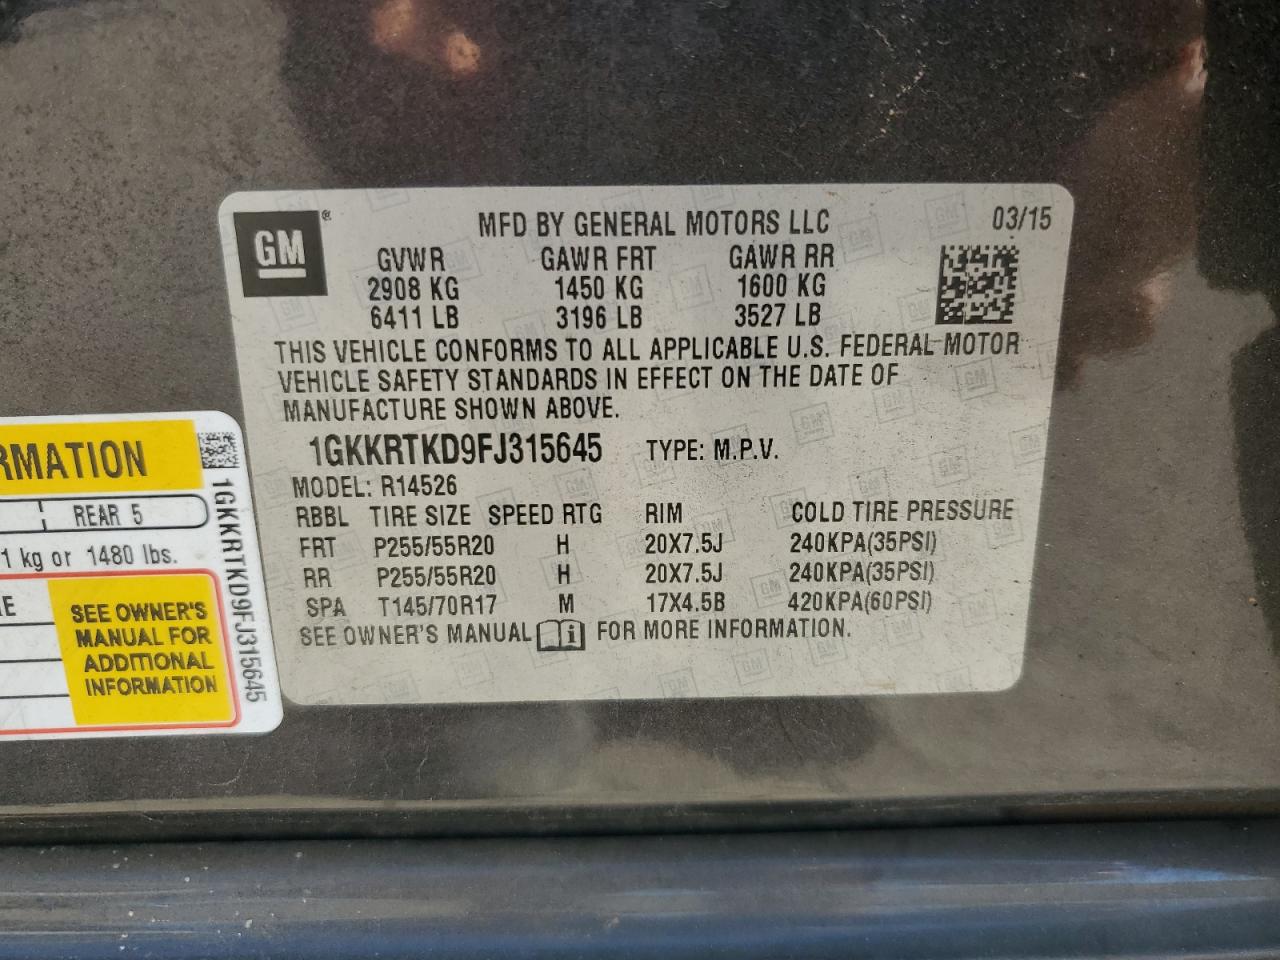 GM ®
MFD BY GENERAL MOTORS LLC 03/15
GVWR GAWR FRT GAWR RR
2908 KG 1450 KG 1600 KG
6411 LB 3196 LB 3527 LB
THIS VEHICLE CONFORMS TO ALL APPLICABLE U.S. FEDERAL MOTOR
VEHICLE SAFETY STANDARDS IN EFFECT ON THE DATE OF
MANUFACTURE SHOWN ABOVE.
1GKKRTKD9FJ315645 TYPE: M.P.V.
MODEL: R14526
RBBL TIRE SIZE SPEED RTG RIM COLD TIRE PRESSURE
FRT P255/55R20 H 20X7.5J 240KPA(35PSI)
RR P255/55R20 H 20X7.5J 240KPA(35PSI)
SPA T145/70R17 M 17X4.5B 420KPA(60PSI)
SEE OWNER'S MANUAL FOR MORE INFORMATION.
RMATION
REAR 5
1 kg or 1480 lbs.
E
SEE OWNER'S
MANUAL FOR
ADDITIONAL
INFORMATION
1GKKRTKD9FJ315645